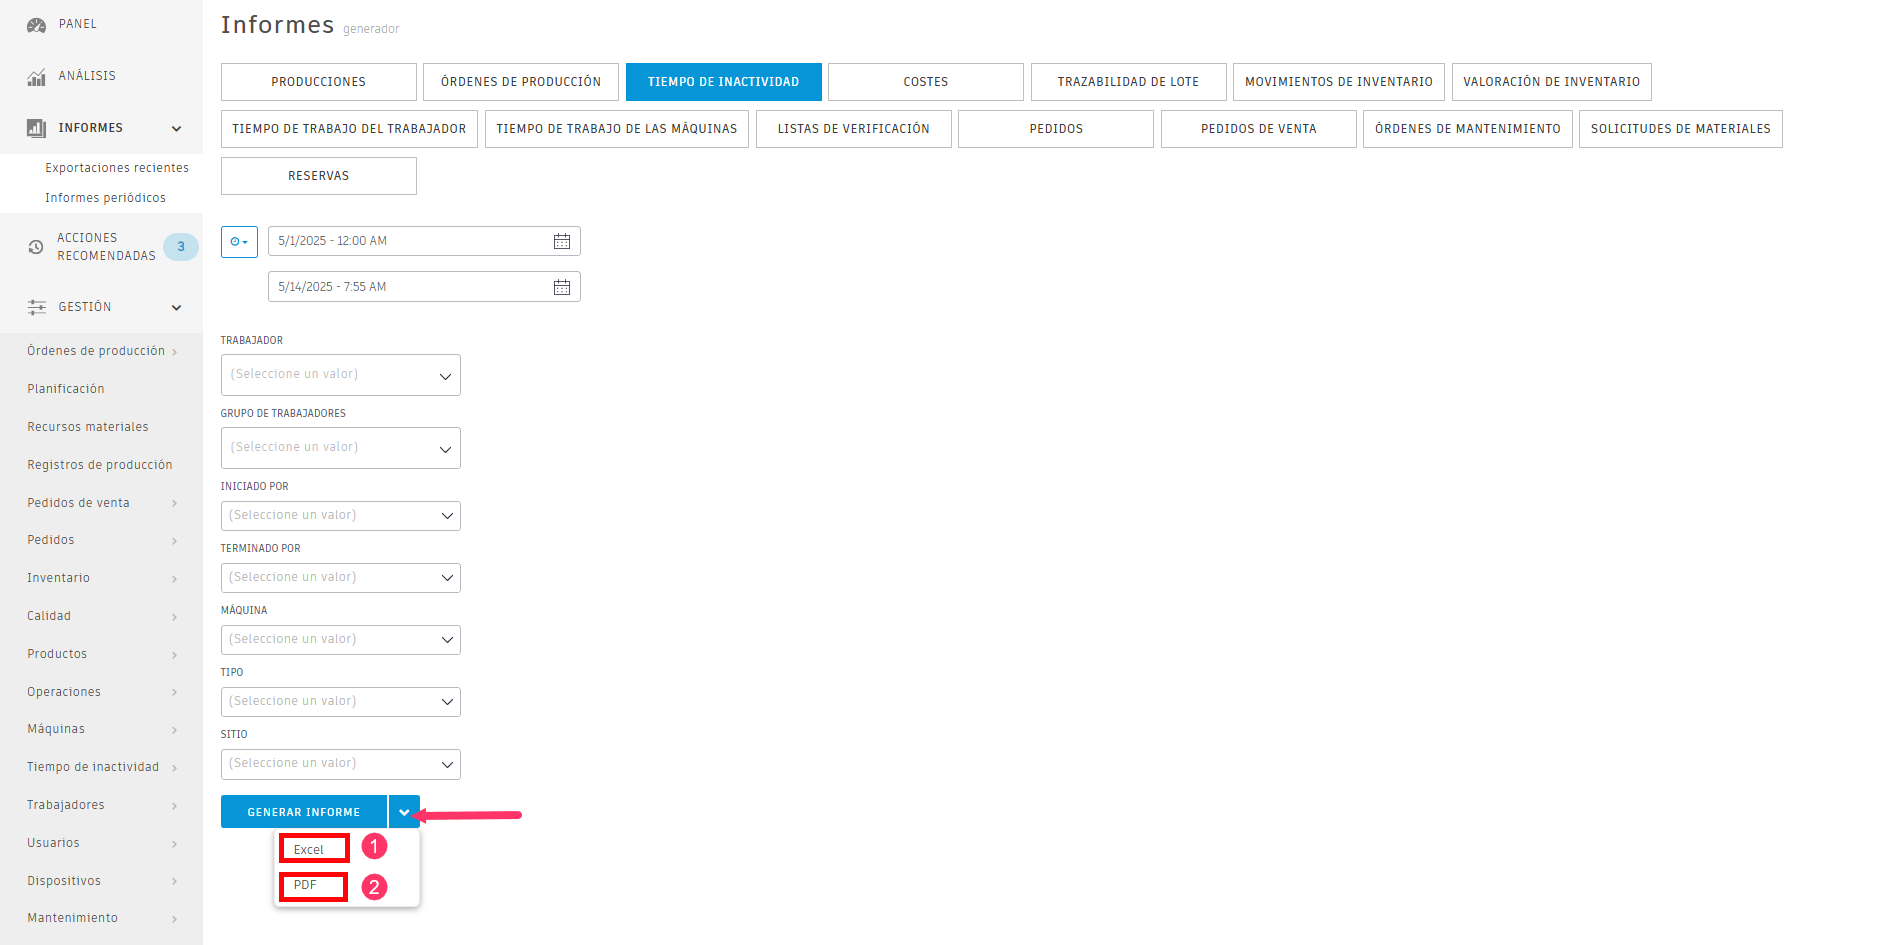 PANEL
ANÁLISIS
INFORMES
Exportaciones recientes
Informes periódicos
ACCIONES
RECOMENDADAS
3
GESTIÓN
Órdenes de producción
Planificación
Recursos materiales
Registros de producción
Pedidos de venta
Pedidos
Inventario
Calidad
Productos
Operaciones
Máquinas
Tiempo de inactividad
Trabajadores
Usuarios
Dispositivos
Mantenimiento
Informes generador
PRODUCCIONES
ÓRDENES DE PRODUCCIÓN
TIEMPO DE INACTIVIDAD
COSTES
TRAZABILIDAD DE LOTE
MOVIMIENTOS DE INVENTARIO
VALORACIÓN DE INVENTARIO
TIEMPO DE TRABAJO DEL TRABAJADOR
TIEMPO DE TRABAJO DE LAS MÁQUINAS
LISTAS DE VERIFICACIÓN
PEDIDOS
PEDIDOS DE VENTA
ÓRDENES DE MANTENIMIENTO
SOLICITUDES DE MATERIALES
RESERVAS
5/1/2025 - 12:00 AM
5/14/2025 - 7:55 AM
TRABAJADOR
(Seleccione un valor)
GRUPO DE TRABAJADORES
(Seleccione un valor)
INICIADO POR
(Seleccione un valor)
TERMINADO POR
(Seleccione un valor)
MÁQUINA
(Seleccione un valor)
TIPO
(Seleccione un valor)
SITIO
(Seleccione un valor)
GENERAR INFORME
Excel 1
PDF 2